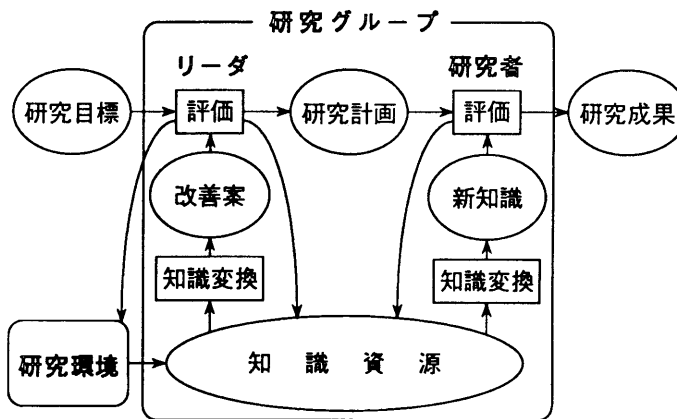 研究グループ
リーダ
研究者
研究目標
評価
研究計画
評価
研究成果
改善案
新知識
知識変換
知識変換
研究環境
知識資源